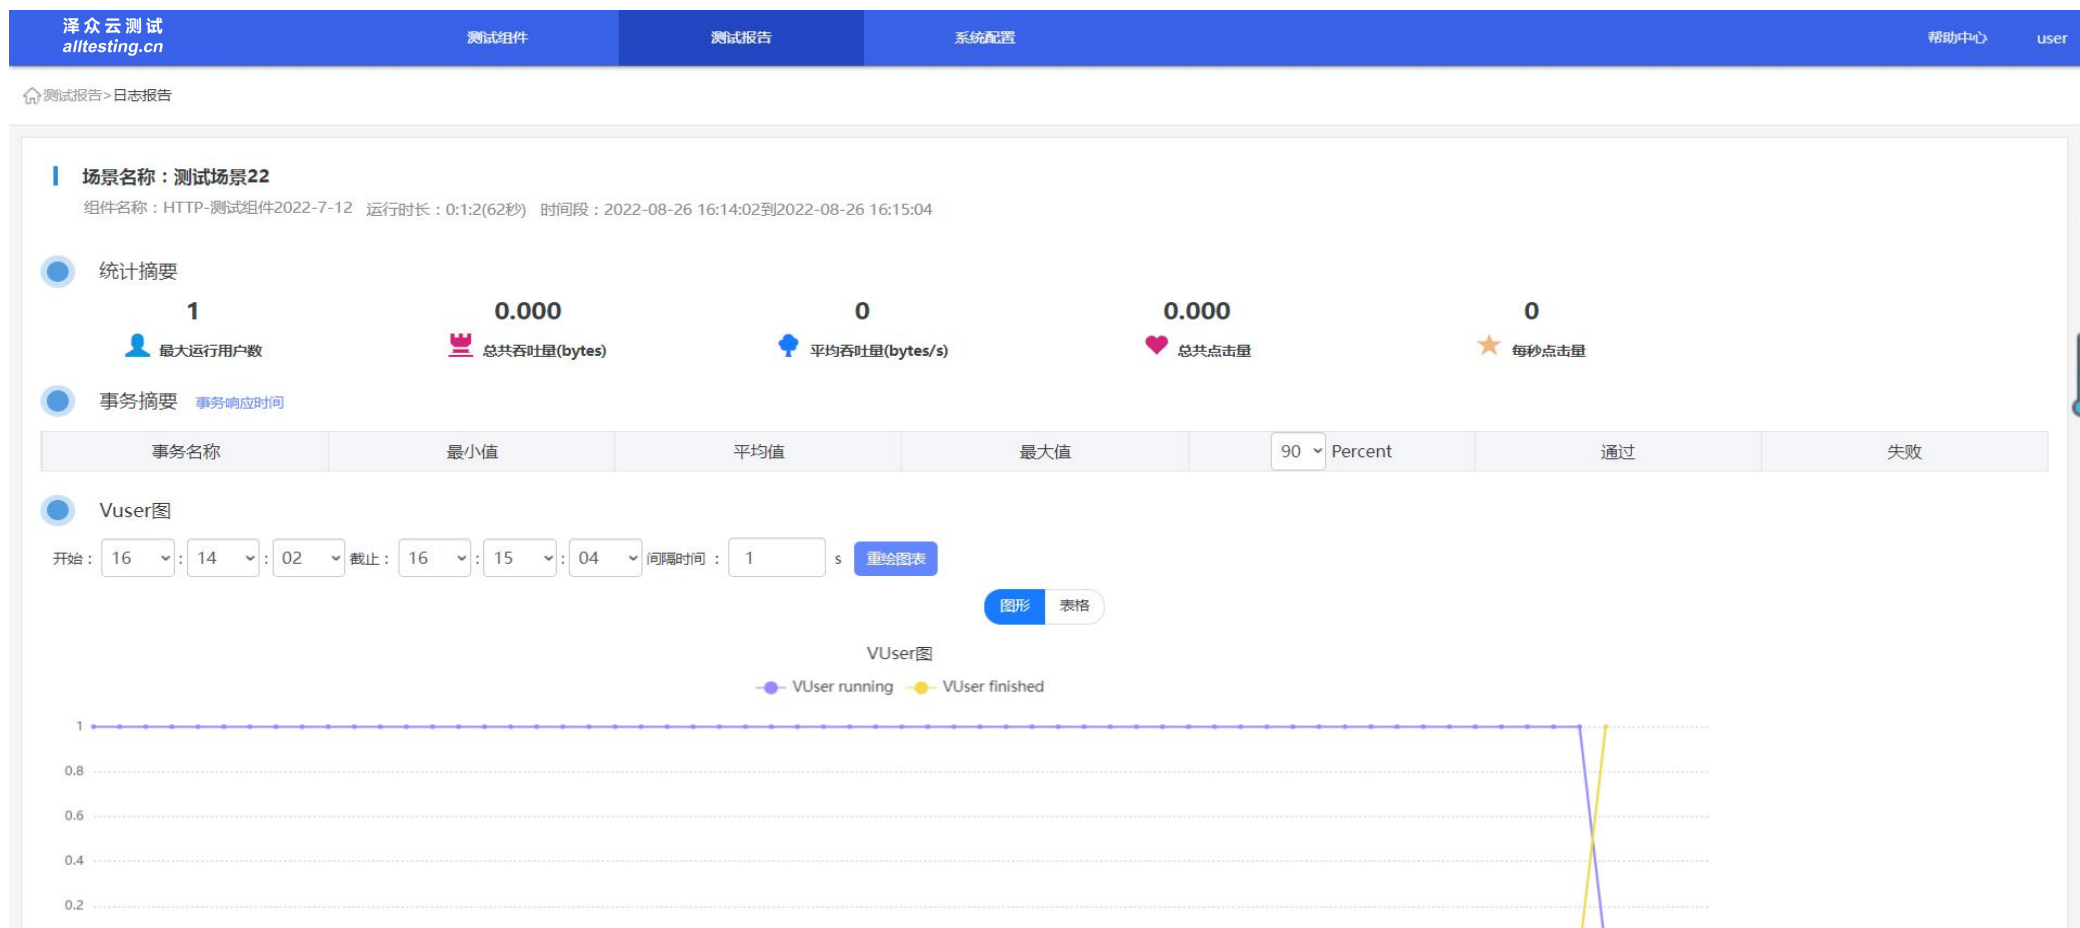 泽众云测试
alltesting.cn
测试组件 测试报告 系统配置 帮助中心 user
测试报告>日志报告
场景名称：测试场景22
组件名称：HTTP-测试组件2022-7-12 运行时长：0:1:2(62秒) 时间段：2022-08-26 16:14:02到2022-08-26 16:15:04
统计摘要
1 0.000 0 0.000 0
最大运行用户数 总共吞吐量(bytes) 平均吞吐量(bytes/s) 总共点击量 每秒点击量
事务摘要 事务响应时间
事务名称 最小值 平均值 最大值 90 Percent 通过 失败
Vuser图
开始：16 : 14 : 02 截止：16 : 15 : 04 间隔时间 ： 1 s 重绘图表
图形 表格
VUser图
VUser running VUser finished
1
0.8
0.6
0.4
0.2